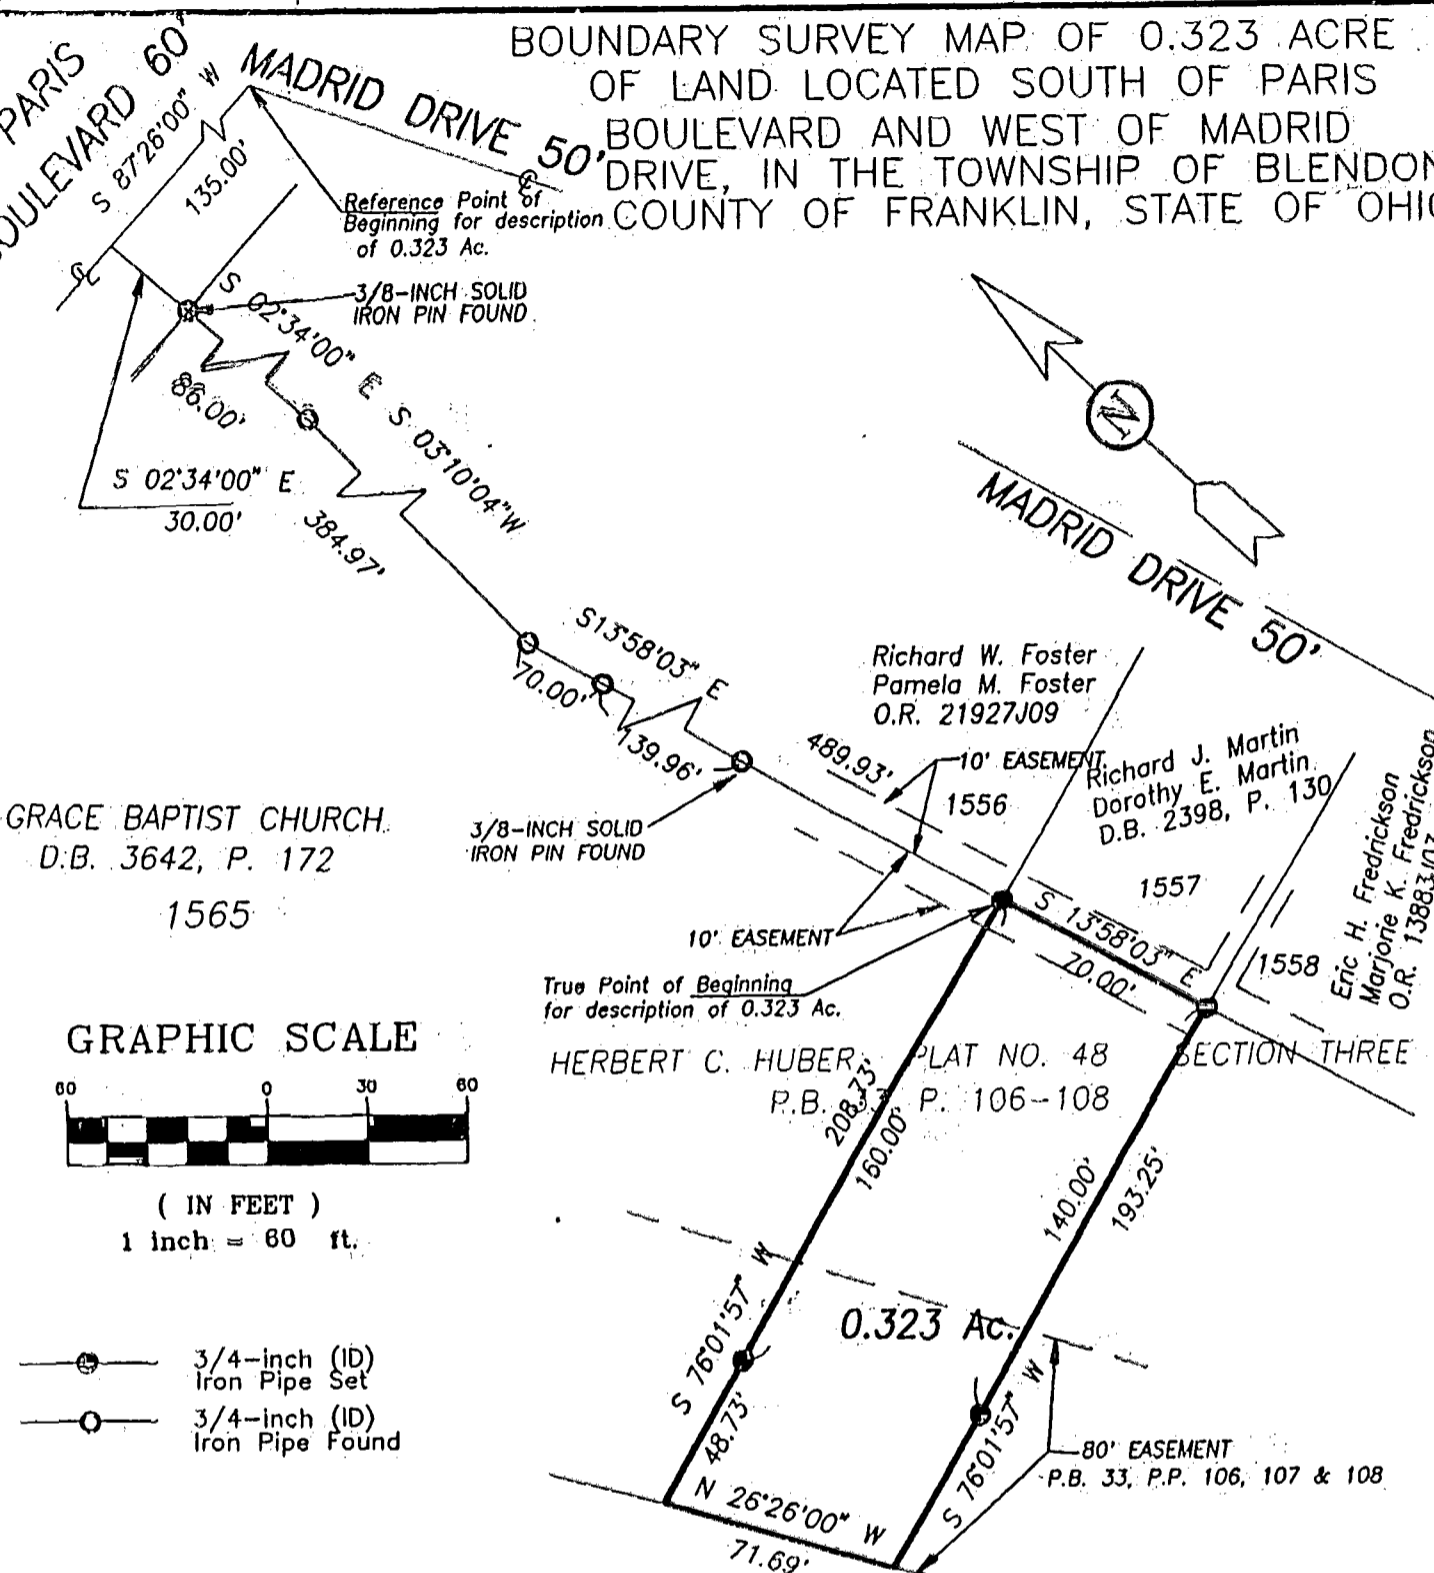 BOUNDARY SURVEY MAP OF 0.323 ACRE
OF LAND LOCATED SOUTH OF PARIS
BOULEVARD AND WEST OF MADRID
DRIVE, IN THE TOWNSHIP OF BLENDON
COUNTY OF FRANKLIN, STATE OF OHIO
PARIS
BOULEVARD 60'
MADRID DRIVE 50'
S 87°26'00" W
135.00'
Reference Point of
Beginning for description
of 0.323 Ac.
3/8-INCH SOLID
IRON PIN FOUND
S 02°34'00" E
86.00'
S 02°34'00" E
30.00'
S 03°10'04"W
384.97'
N
MADRID DRIVE 50'
S13°58'03" E
70.00'
139.96'
489.93'
3/8-INCH SOLID
IRON PIN FOUND
Richard W. Foster
Pamela M. Foster
O.R. 21927J09
10' EASEMENT
1556
Richard J. Martin
Dorothy E. Martin
D.B. 2398, P. 130
1557
Eric H. Fredrickson
Marjorie K. Fredrickson
O.R. 13883J03
1558
GRACE BAPTIST CHURCH
D.B. 3642, P. 172
1565
10' EASEMENT
True Point of Beginning
for description of 0.323 Ac.
S 13°58'03" E
70.00'
HERBERT C. HUBER PLAT NO. 48 SECTION THREE
P.B. 33 P. 106-108
GRAPHIC SCALE
60 0 30 60
( IN FEET )
1 inch = 60 ft.
208.73'
160.00'
140.00'
193.25'
S 76°01'57" W
48.73'
0.323 Ac.
S 76°01'57" W
N 26°26'00" W
71.69'
80' EASEMENT
P.B. 33, P.P. 106, 107 & 108
3/4-inch (ID)
Iron Pipe Set
3/4-inch (ID)
Iron Pipe Found